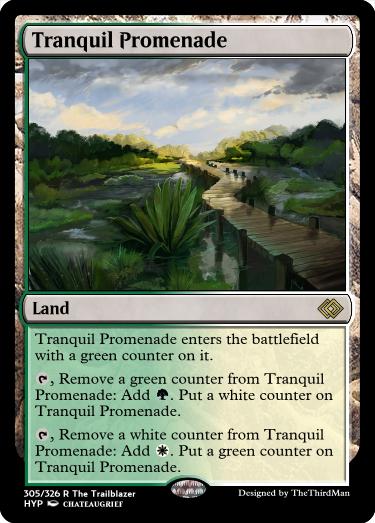 Tranquil Promenade
Land
Tranquil Promenade enters the battlefield
with a green counter on it.
, Remove a green counter from Tranquil
Promenade: Add . Put a white counter on
Tranquil Promenade.
, Remove a white counter from Tranquil
Promenade: Add . Put a green counter on
Tranquil Promenade.
305/326 R The Trailblazer
Designed by TheThirdMan
HYP CHATEAUGRIEF